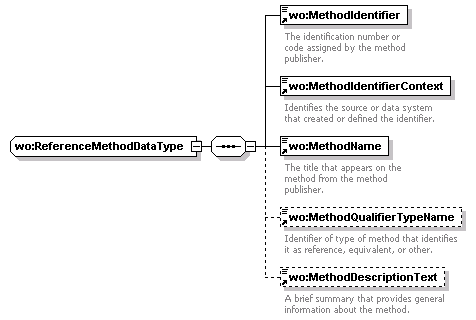 wo:MethodIdentifier
The identification number or
code assigned by the method
publisher.
wo:MethodIdentifierContext
Identifies the source or data system
that created or defined the identifier.
wo:ReferenceMethodDataType
wo:MethodName
The title that appears on the
method from the method
publisher.
wo:MethodQualifierTypeName
Identifier of type of method that identifies
it as reference, equivalent, or other.
wo:MethodDescriptionText
A brief summary that provides general
information about the method.